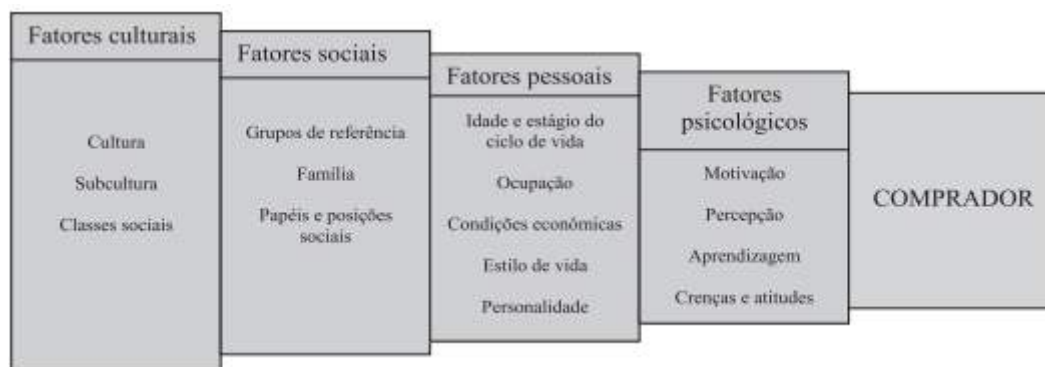 Fatores culturais
Cultura
Subcultura
Classes sociais
Fatores sociais
Grupos de referência
Família
Papéis e posições
sociais
Fatores pessoais
Idade e estágio do
ciclo de vida
Ocupação
Condições econômicas
Estilo de vida
Personalidade
Fatores
psicológicos
Motivação
Percepção
Aprendizagem
Crenças e atitudes
COMPRADOR